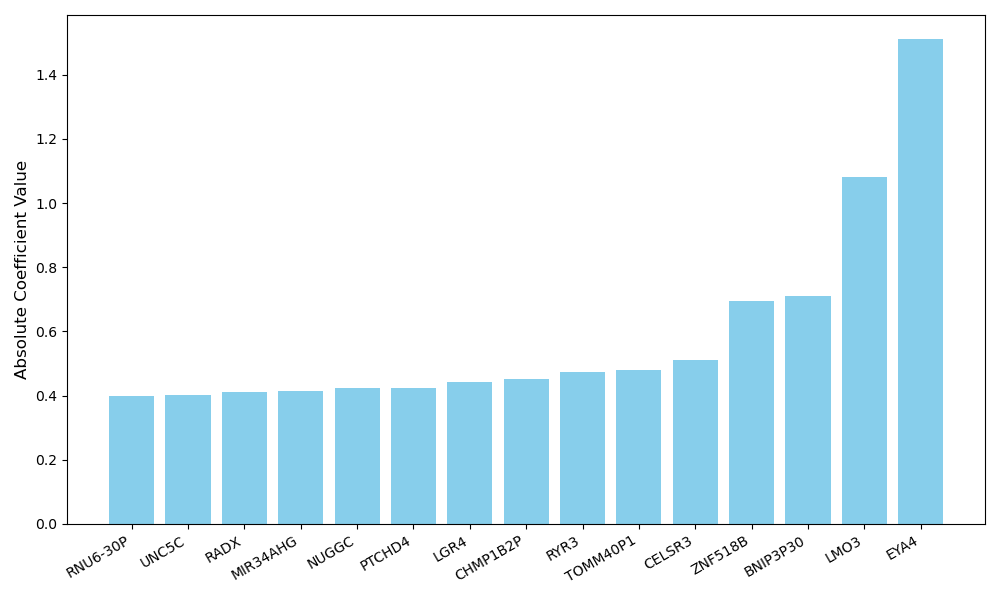 Absolute Coefficient Value
1.4
1.2
1.0
0.8
0.6
0.4
0.2
0.0
RNU6-30P
UNC5C
RADX
MIR34AHG
NUGGC
PTCHD4
LGR4
CHMP1B2P
RYR3
TOMM40P1
CELSR3
ZNF518B
BNIP3P30
LMO3
EYA4